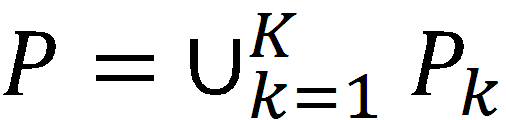 P = ∪_{k=1}^{K} P_k